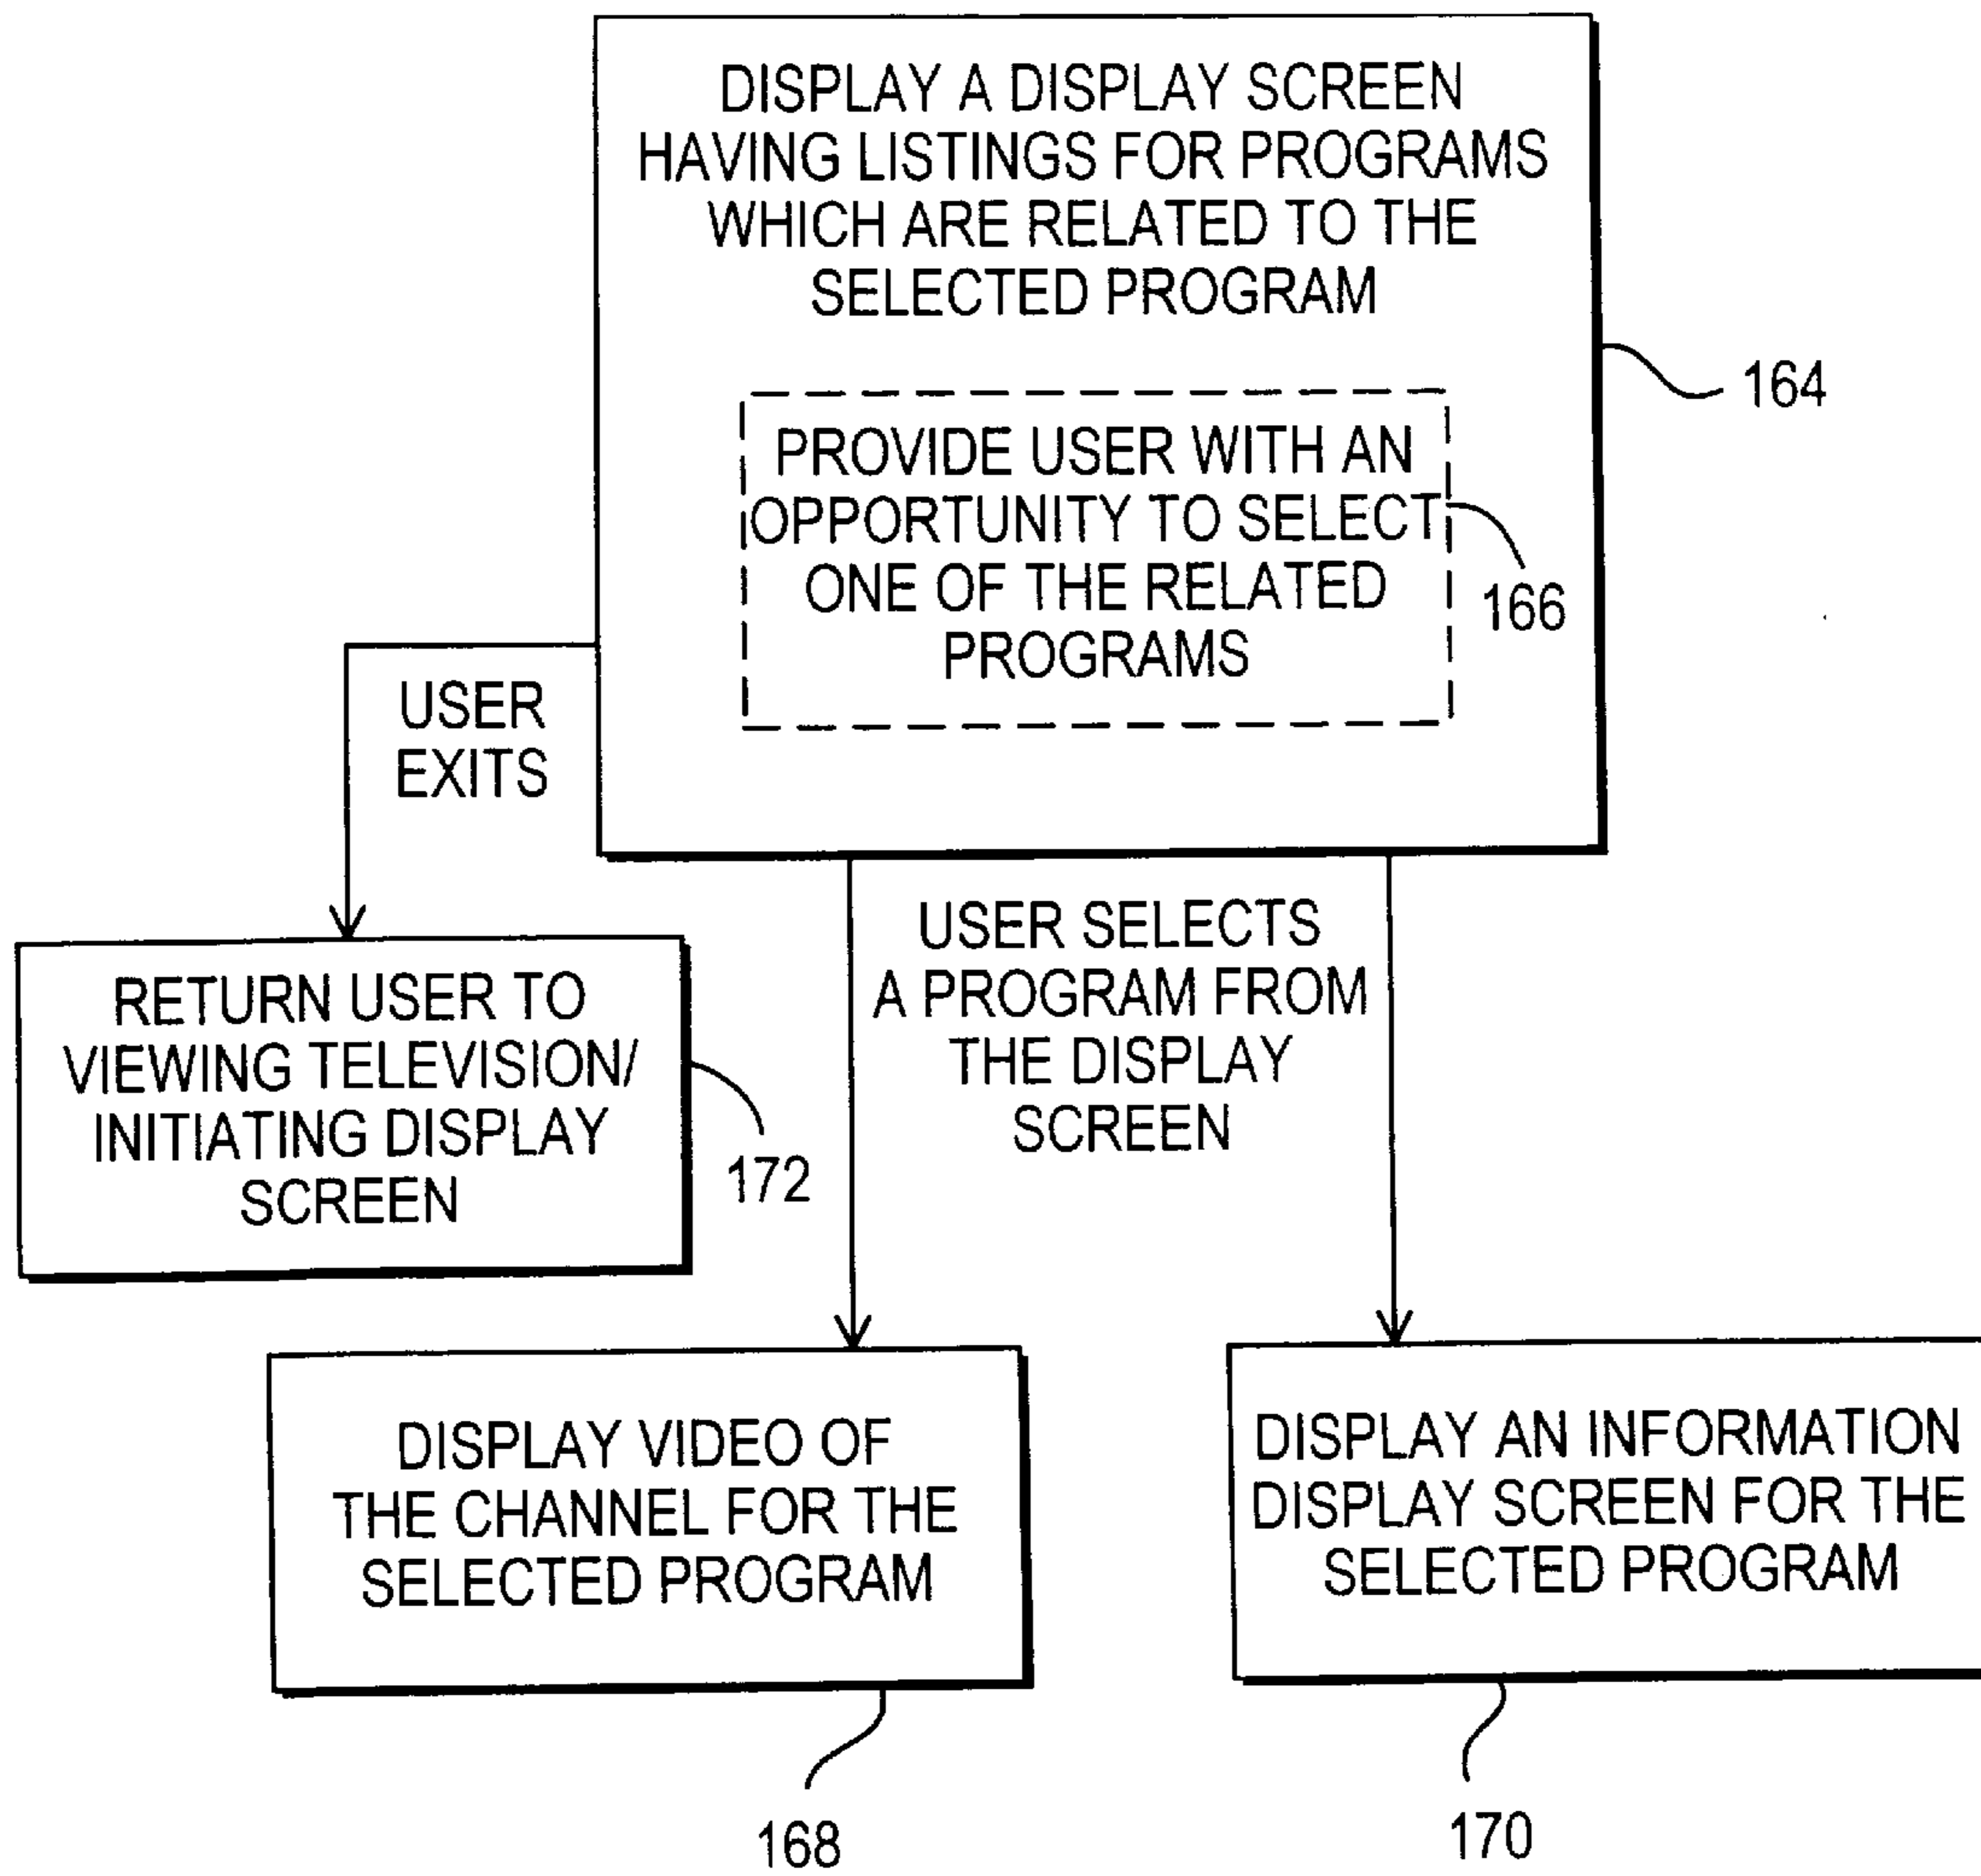 DISPLAY A DISPLAY SCREEN
HAVING LISTINGS FOR PROGRAMS
WHICH ARE RELATED TO THE
SELECTED PROGRAM
164
PROVIDE USER WITH AN
OPPORTUNITY TO SELECT
ONE OF THE RELATED
PROGRAMS
166
USER
EXITS
RETURN USER TO
VIEWING TELEVISION/
INITIATING DISPLAY
SCREEN
172
USER SELECTS
A PROGRAM FROM
THE DISPLAY
SCREEN
DISPLAY VIDEO OF
THE CHANNEL FOR THE
SELECTED PROGRAM
168
DISPLAY AN INFORMATION
DISPLAY SCREEN FOR THE
SELECTED PROGRAM
170